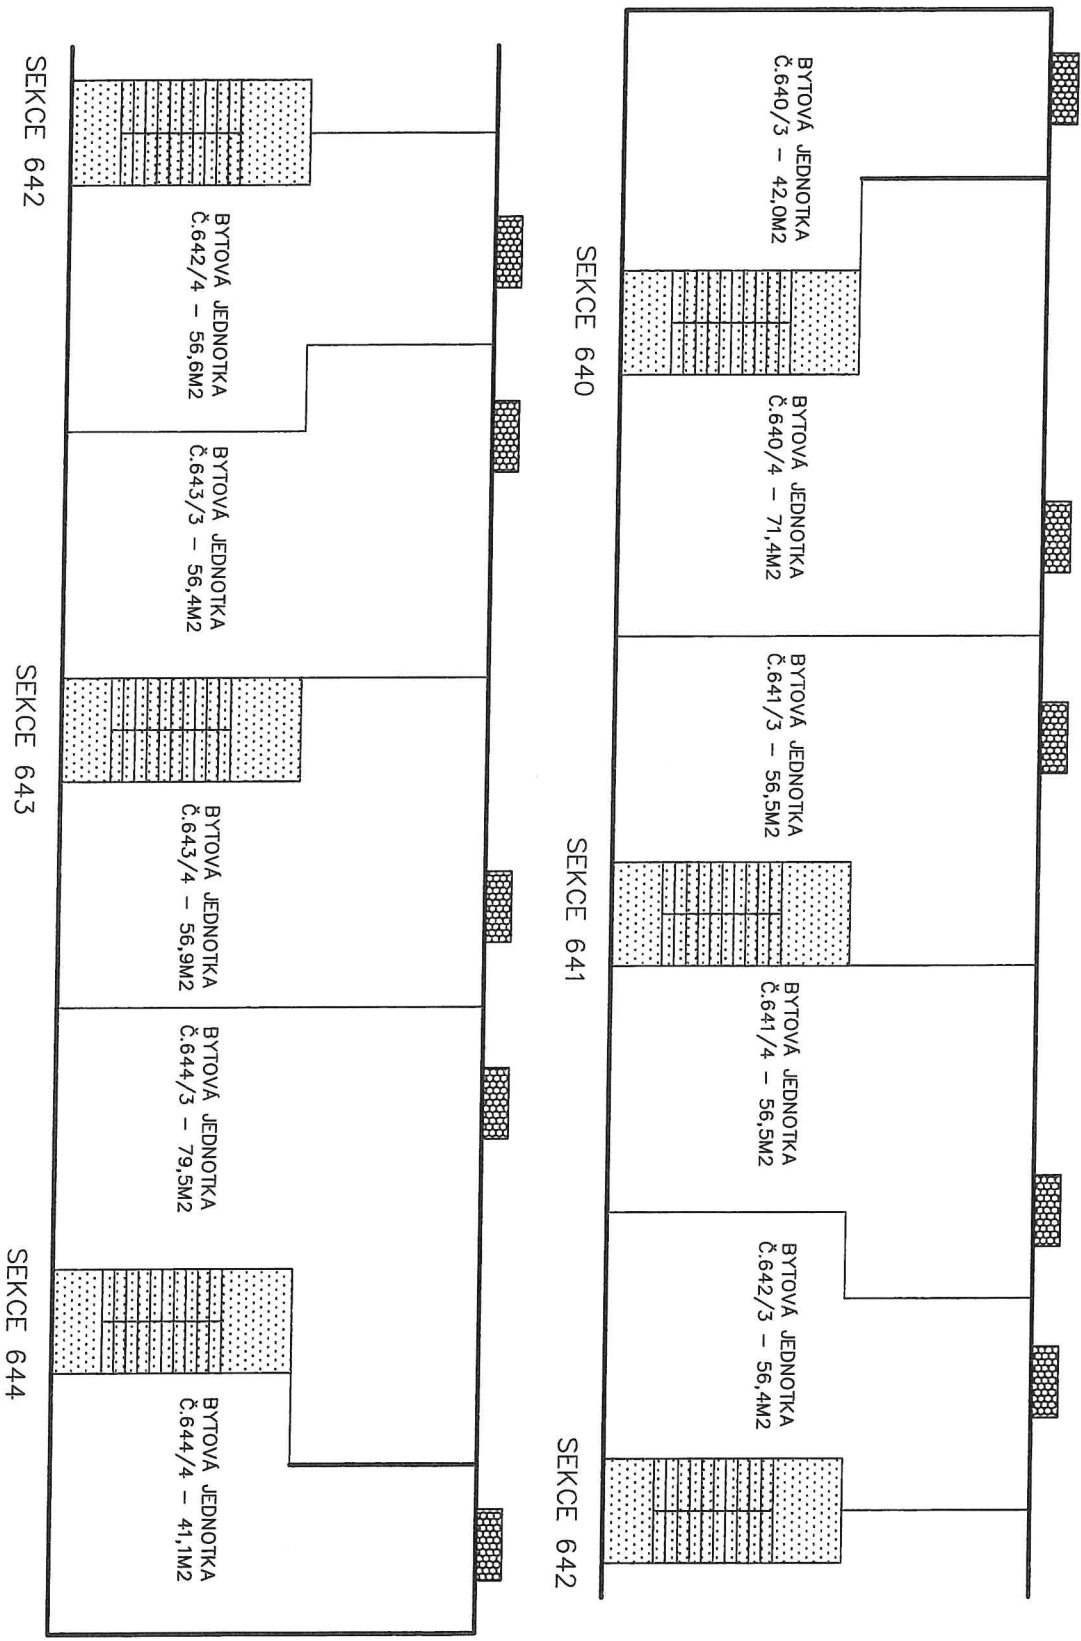 BYTOVÁ JEDNOTKA
Č.640/3 – 42,0M2
SEKCE 640
BYTOVÁ JEDNOTKA
Č.640/4 – 71,4M2
BYTOVÁ JEDNOTKA
Č.641/3 – 56,5M2
SEKCE 641
BYTOVÁ JEDNOTKA
Č.641/4 – 56,5M2
BYTOVÁ JEDNOTKA
Č.642/3 – 56,4M2
SEKCE 642
SEKCE 642
BYTOVÁ JEDNOTKA
Č.642/4 – 56,6M2
BYTOVÁ JEDNOTKA
Č.643/3 – 56,4M2
SEKCE 643
BYTOVÁ JEDNOTKA
Č.643/4 – 56,9M2
BYTOVÁ JEDNOTKA
Č.644/3 – 79,5M2
SEKCE 644
BYTOVÁ JEDNOTKA
Č.644/4 – 41,1M2